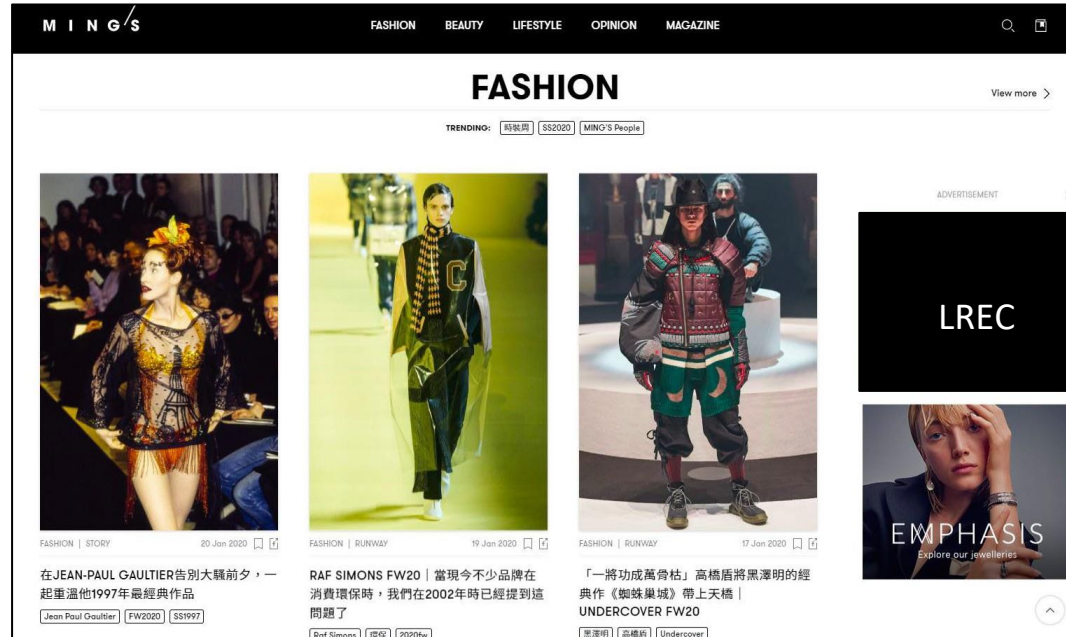 MING'S
FASHION BEAUTY LIFESTYLE OPINION MAGAZINE
FASHION
View more
TRENDING: 時裝周 SS2020 MING'S People
ADVERTISEMENT
C
LREC
EMPHASIS
Explore our jewelleries
FASHION | STORY 20 Jan 2020
在JEAN-PAUL GAULTIER告別大騷前夕，一
起重溫他1997年最經典作品
Jean Paul Gaultier FW2020 SS1997
FASHION | RUNWAY 19 Jan 2020
RAF SIMONS FW20｜當現今不少品牌在
消費環保時，我們在2002年時已經提到這
問題了
Raf Simons 環保 2020fw
FASHION | RUNWAY 17 Jan 2020
「一將功成萬骨枯」高橋盾將黑澤明的經
典作《蜘蛛巢城》帶上天橋｜
UNDERCOVER FW20
黑澤明 高橋盾 Undercover